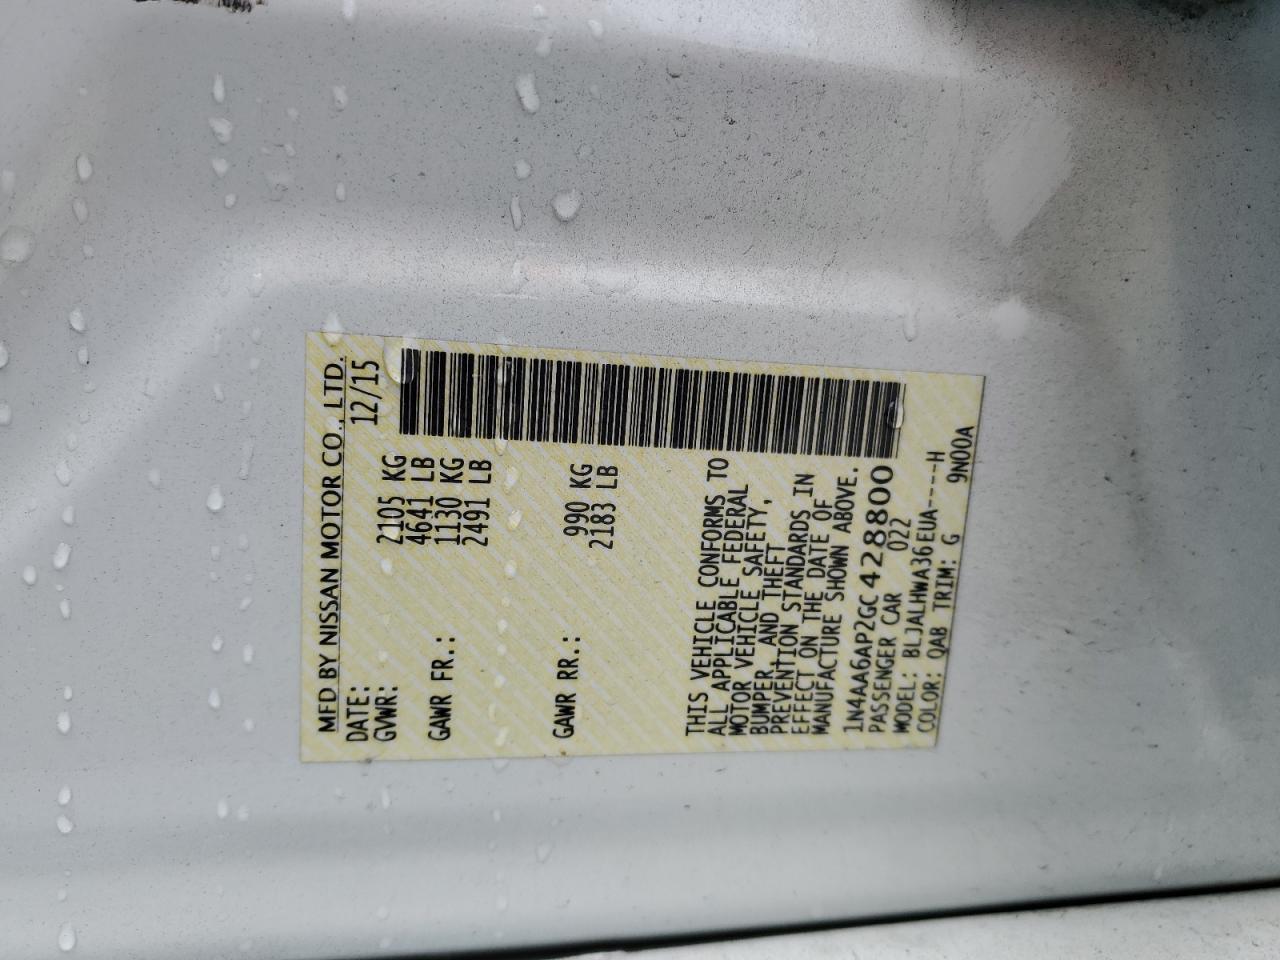 MFD BY NISSAN MOTOR CO., LTD.
DATE: 12/15
GVWR: 2105 KG
4641 LB
GAWR FR.: 1130 KG
2491 LB
GAWR RR.: 990 KG
2183 LB
THIS VEHICLE CONFORMS TO
ALL APPLICABLE FEDERAL
MOTOR VEHICLE SAFETY,
BUMPER, AND THEFT
PREVENTION STANDARDS IN
EFFECT ON THE DATE OF
MANUFACTURE SHOWN ABOVE.
1N4AA6AP2GC428800
PASSENGER CAR 022
MODEL: BLJALHWA36EUA----H
COLOR: QAB TRIM: G 9N00A